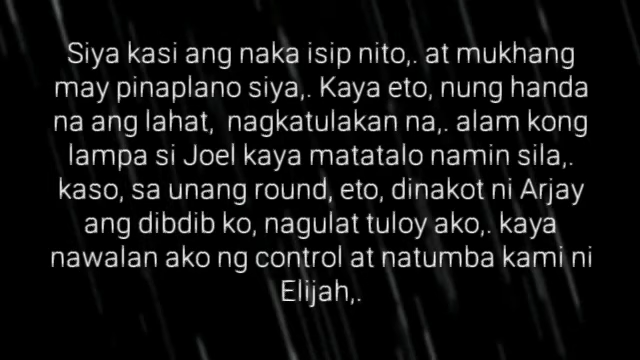 Siya kasi ang naka isip nito,. at mukhang
may pinaplano siya,. Kaya eto, nung handa
na ang lahat,  nagkatulakan na,. alam kong
lampa si Joel kaya matatalo namin sila,.
kaso, sa unang round, eto, dinakot ni Arjay
ang dibdib ko, nagulat tuloy ako,. kaya
nawalan ako ng control at natumba kami ni
Elijah,.